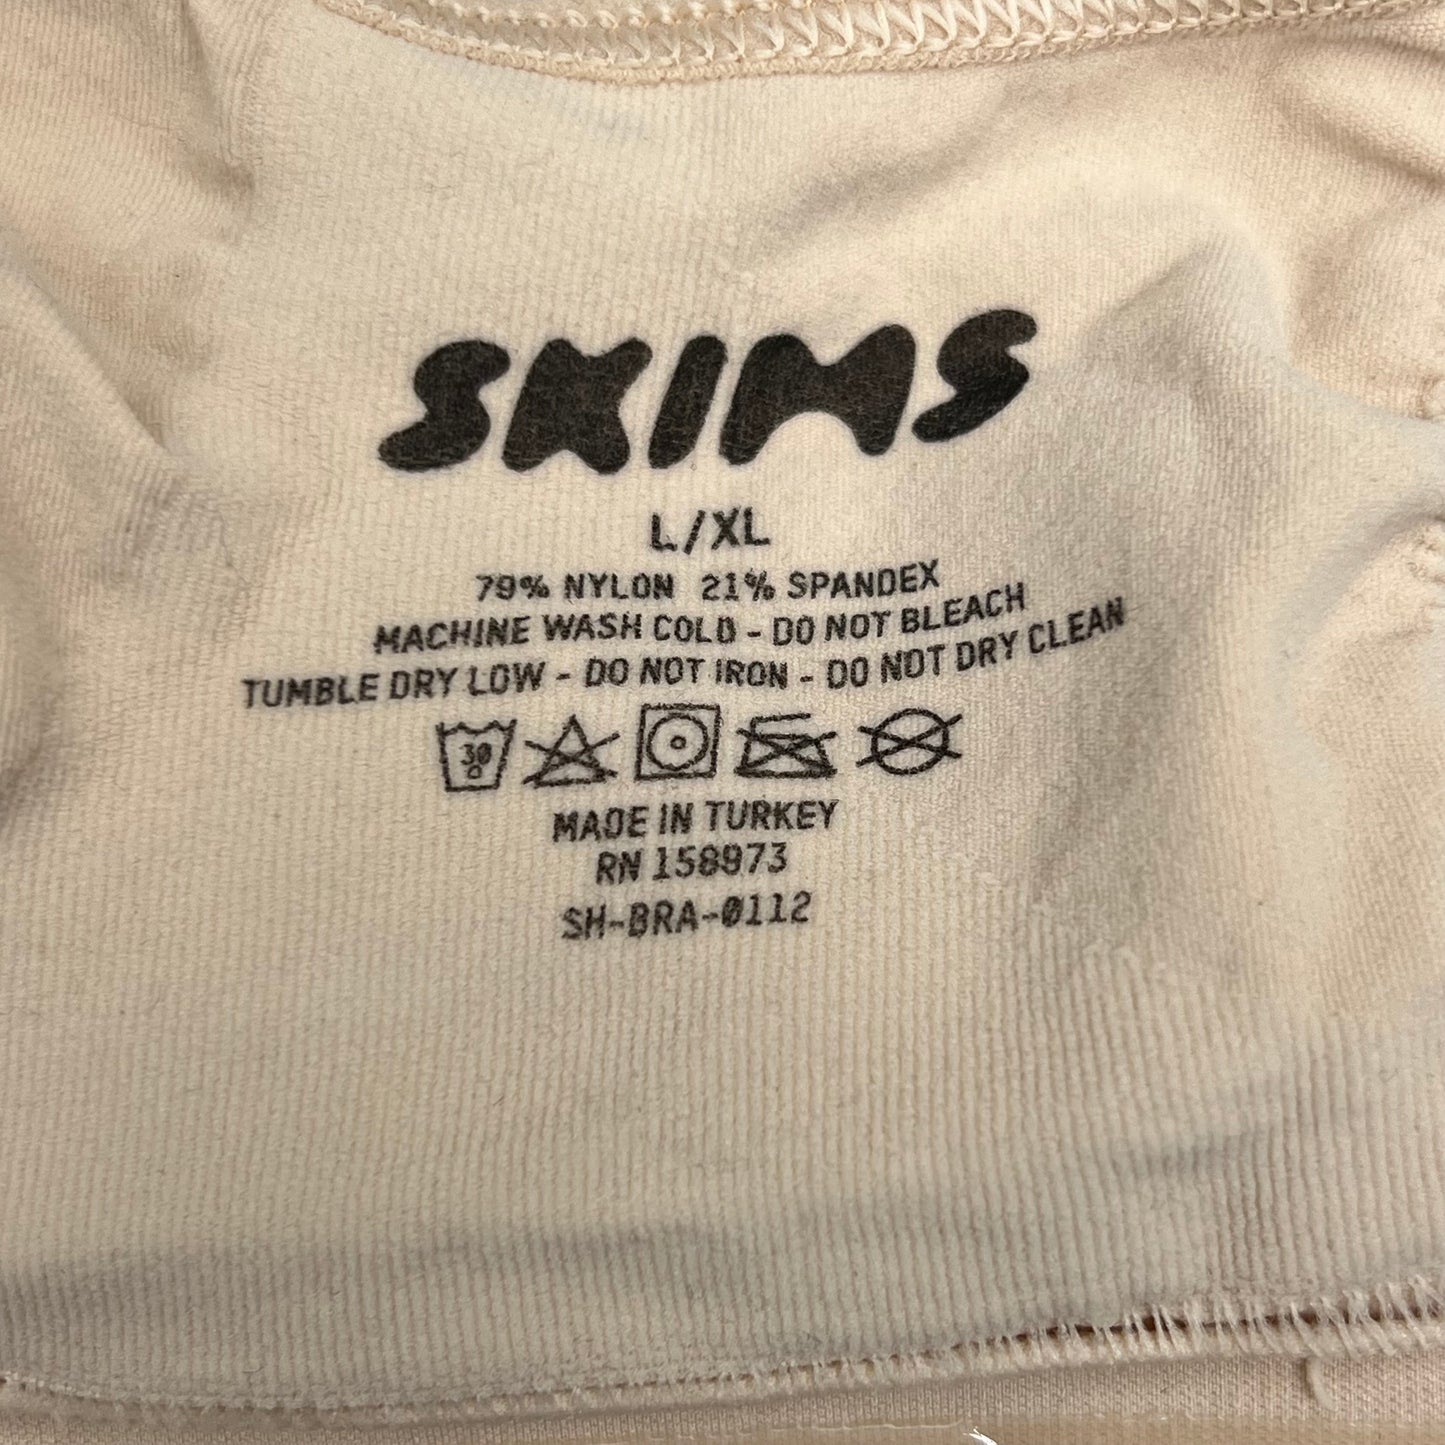 SKIMS
L/XL
79% NYLON 21% SPANDEX
MACHINE WASH COLD - DO NOT BLEACH
TUMBLE DRY LOW - DO NOT IRON - DO NOT DRY CLEAN
30
MADE IN TURKEY
RN 158973
SH-BRA-0112